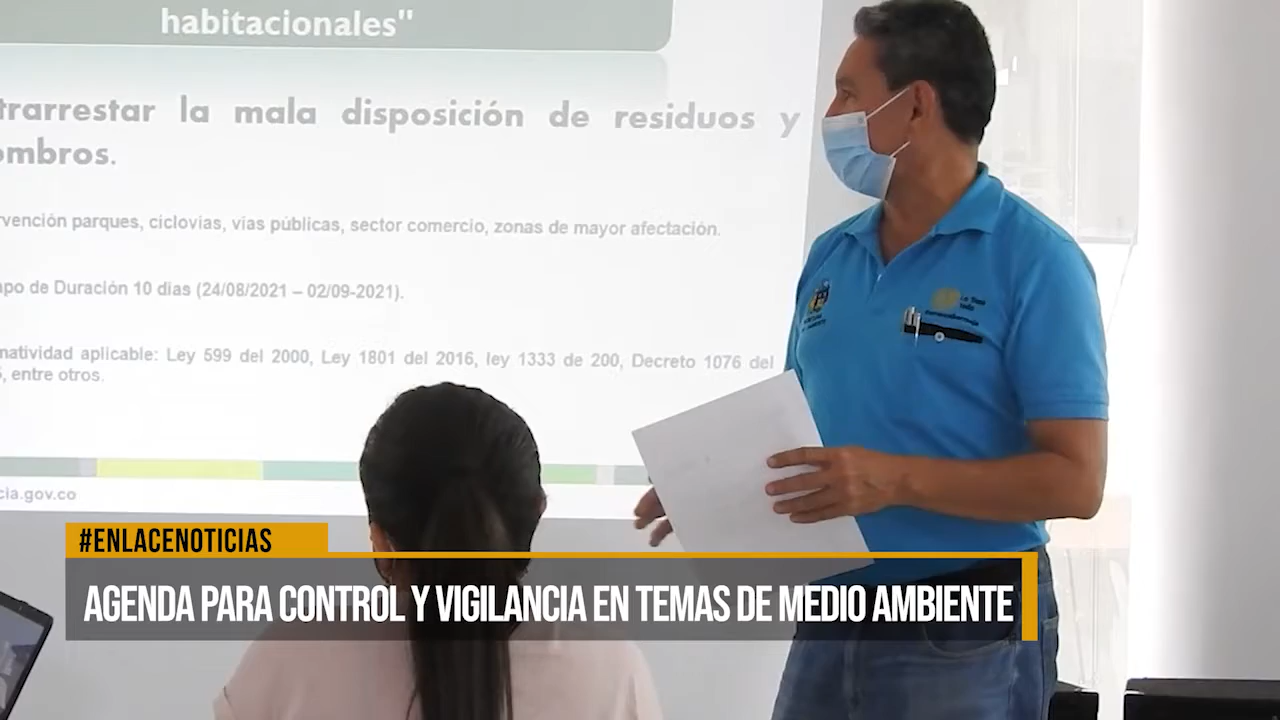 habitacionales"
trarrestar la mala disposición de residuos y
ombros.
rvención parques, ciclovías, vías públicas, sector comercio, zonas de mayor afectación.
po de Duración 10 días (24/08/2021 – 02/09-2021).
matividad aplicable: Ley 599 del 2000, Ley 1801 del 2016, ley 1333 de 200, Decreto 1076 del
, entre otros.
cia.gov.co
#ENLACENOTICIAS
AGENDA PARA CONTROL Y VIGILANCIA EN TEMAS DE MEDIO AMBIENTE